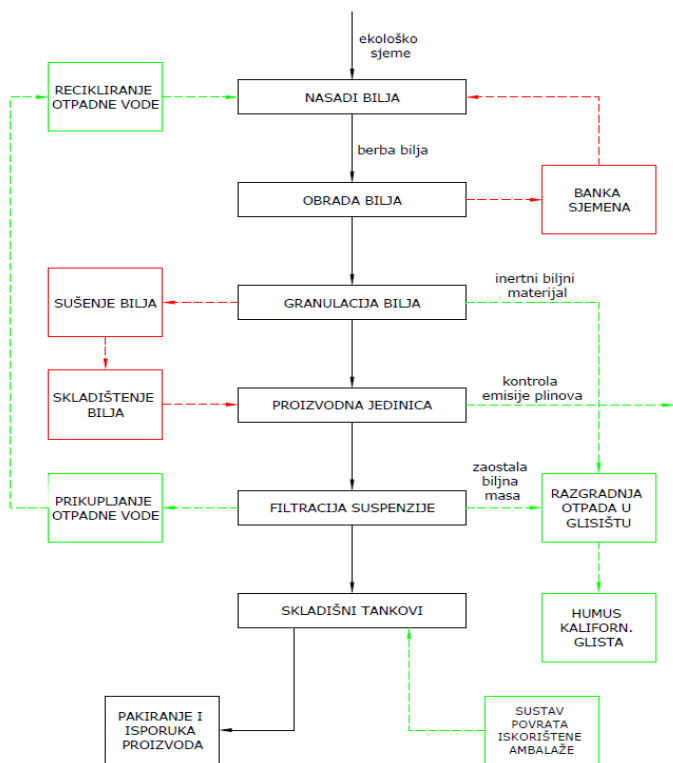 ekološko
sjeme
RECIKLIRANJE
OTPADNE VODE
NASADI BILJA
berba bilja
OBRADA BILJA
BANKA
SJEMENA
inertni biljni
materijal
SUŠENJE BILJA
GRANULACIJA BILJA
kontrola
emisije plinova
SKLADIŠTENJE
BILJA
PROIZVODNA JEDINICA
zaostala
biljna
masa
PRIKUPLJANJE
OTPADNE VODE
FILTRACIJA SUSPENZIJE
RAZGRADNJA
OTPADA U
GLISIŠTU
SKLADIŠNI TANKOVI
HUMUS
KALIFORN.
GLISTA
PAKIRANJE I
ISPORUKA
PROIZVODA
SUSTAV
POVRATA
ISKORIŠTENE
AMBALAŽE